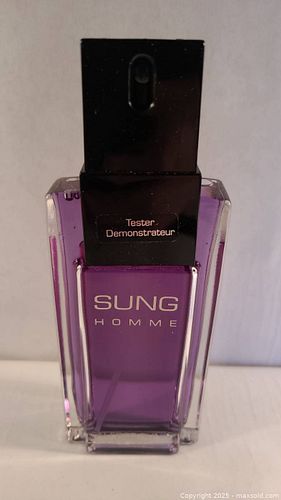 Tester
Demonstrateur
SUNG
HOMME
Copyright 2025 - maxsold.com